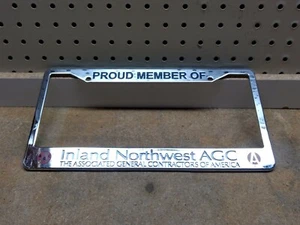 PROUD MEMBER OF
Inland Northwest AGC
THE ASSOCIATED GENERAL CONTRACTORS OF AMERICA